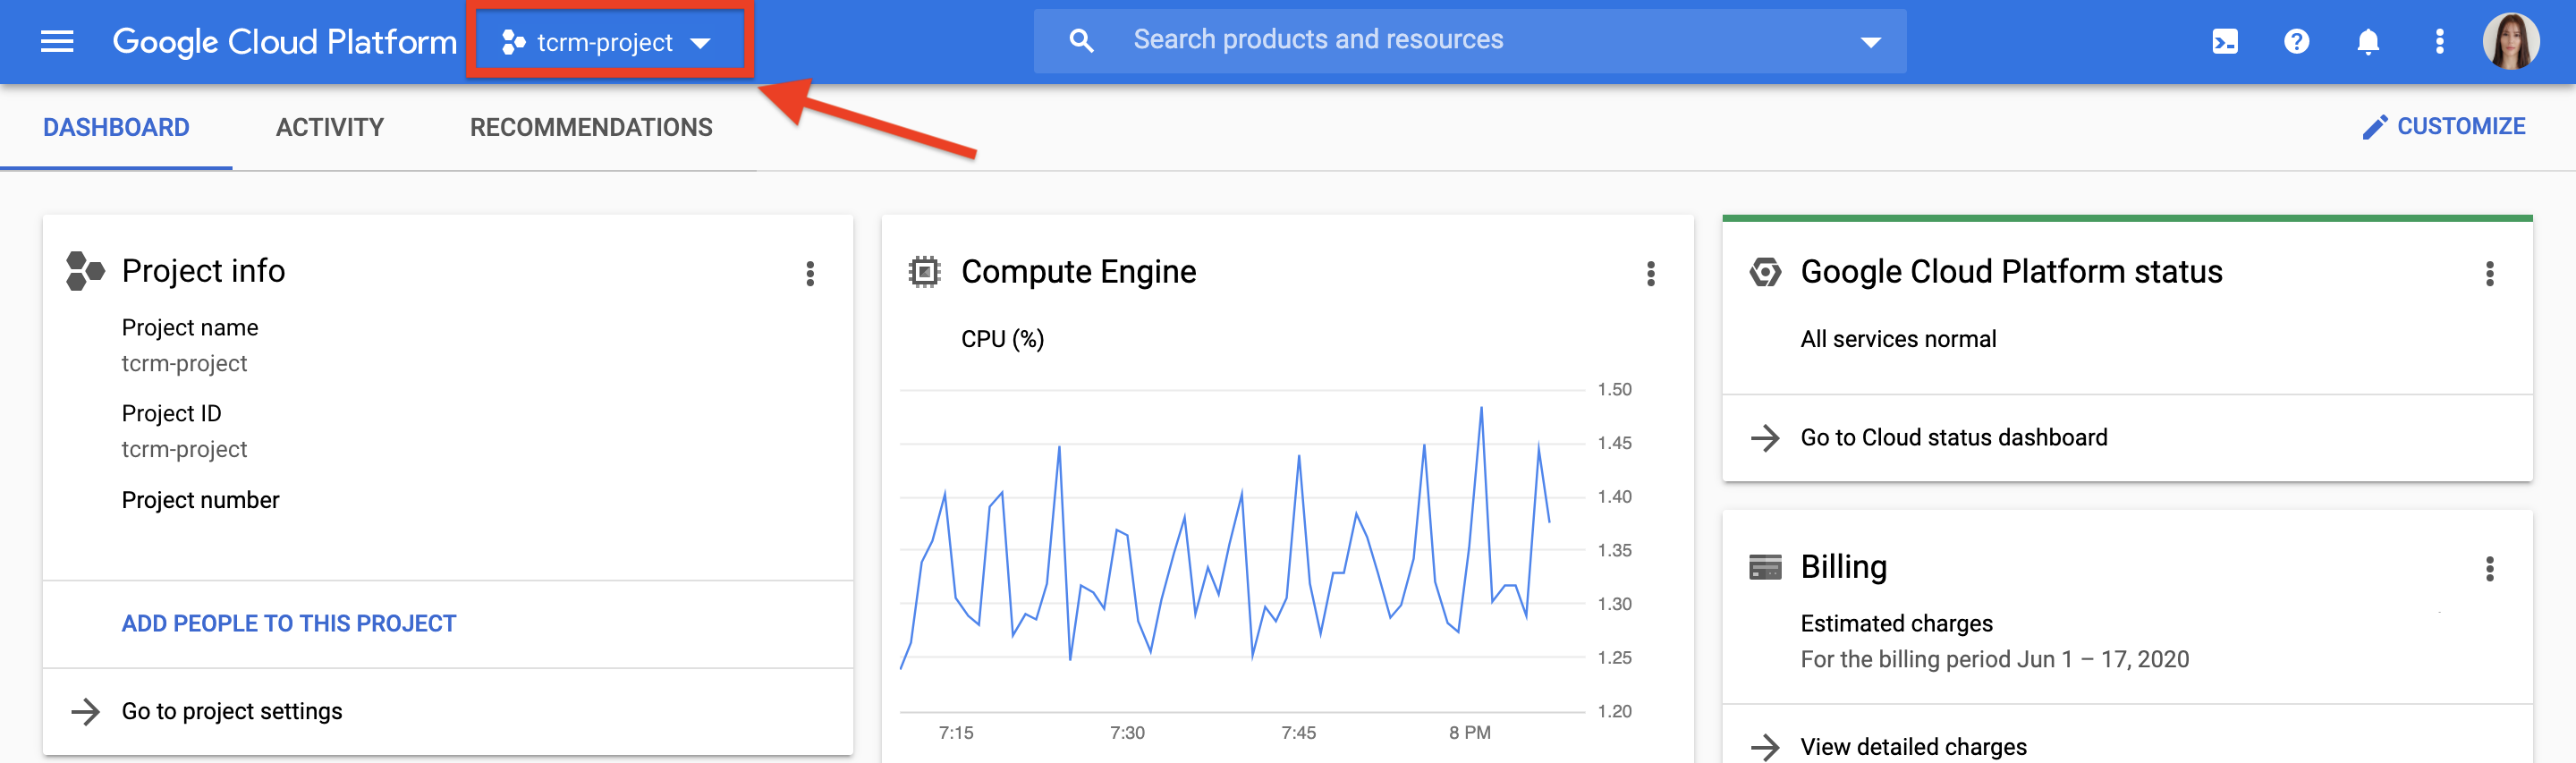 Google Cloud Platform
tcrm-project
Search products and resources
DASHBOARD
ACTIVITY
RECOMMENDATIONS
CUSTOMIZE
Project info
Project name
tcrm-project
Project ID
tcrm-project
Project number
ADD PEOPLE TO THIS PROJECT
Go to project settings
Compute Engine
CPU (%)
1.50
1.45
1.40
1.35
1.30
1.25
1.20
7:15
7:30
7:45
8 PM
Google Cloud Platform status
All services normal
Go to Cloud status dashboard
Billing
Estimated charges
For the billing period Jun 1 – 17, 2020
View detailed charges